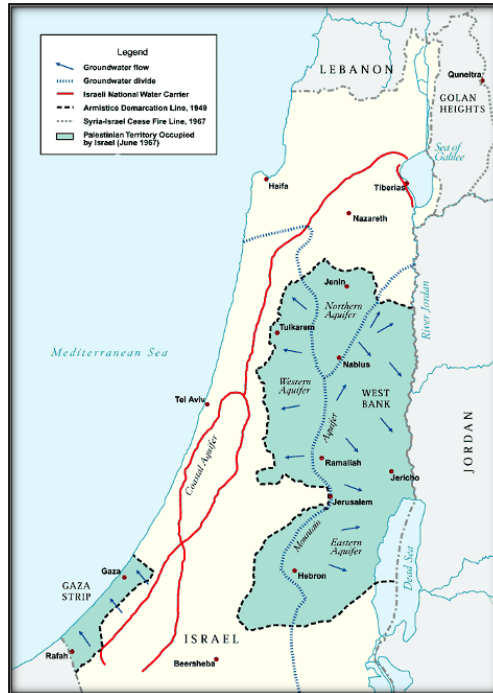 Legend
Groundwater flow
Groundwater divide
Israeli National Water Carrier
Armistico Demarcation Line, 1949
Syria-Israel Cease Fire Line, 1967
Palestinian Territory Occupied
by Israel (June 1967)
LEBANON
Quneitra
GOLAN
HEIGHTS
Sea of
Galilee
Haifa
Tiberias
Nazareth
Jenin
Northern
Aquifer
River Jordan
Tulkarem
Mediterranean Sea
Nablus
Western
Aquifer
WEST
BANK
Tel Aviv
Aquifer
Coastal Aquifer
JORDAN
Ramallah
Jericho
Jerusalem
Mountain
Eastern
Aquifer
Dead Sea
Gaza
Hebron
GAZA
STRIP
ISRAEL
Rafah
Beersheba